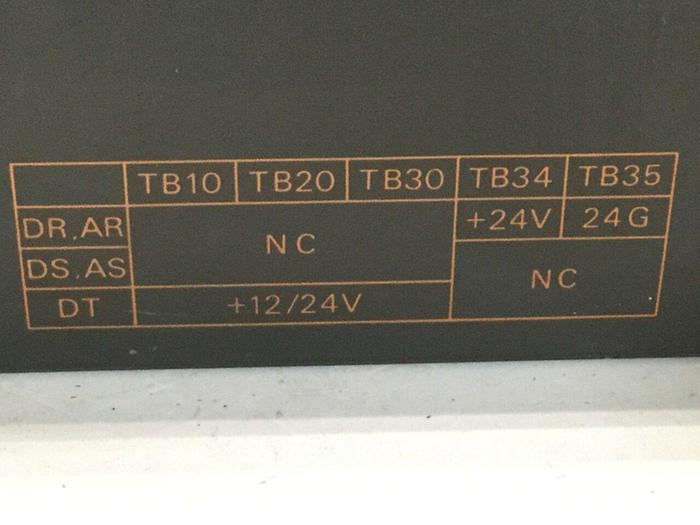 TB10 TB20 TB30 TB34 TB35
DR.AR NC +24V 24G
DS.AS NC
DT +12/24V